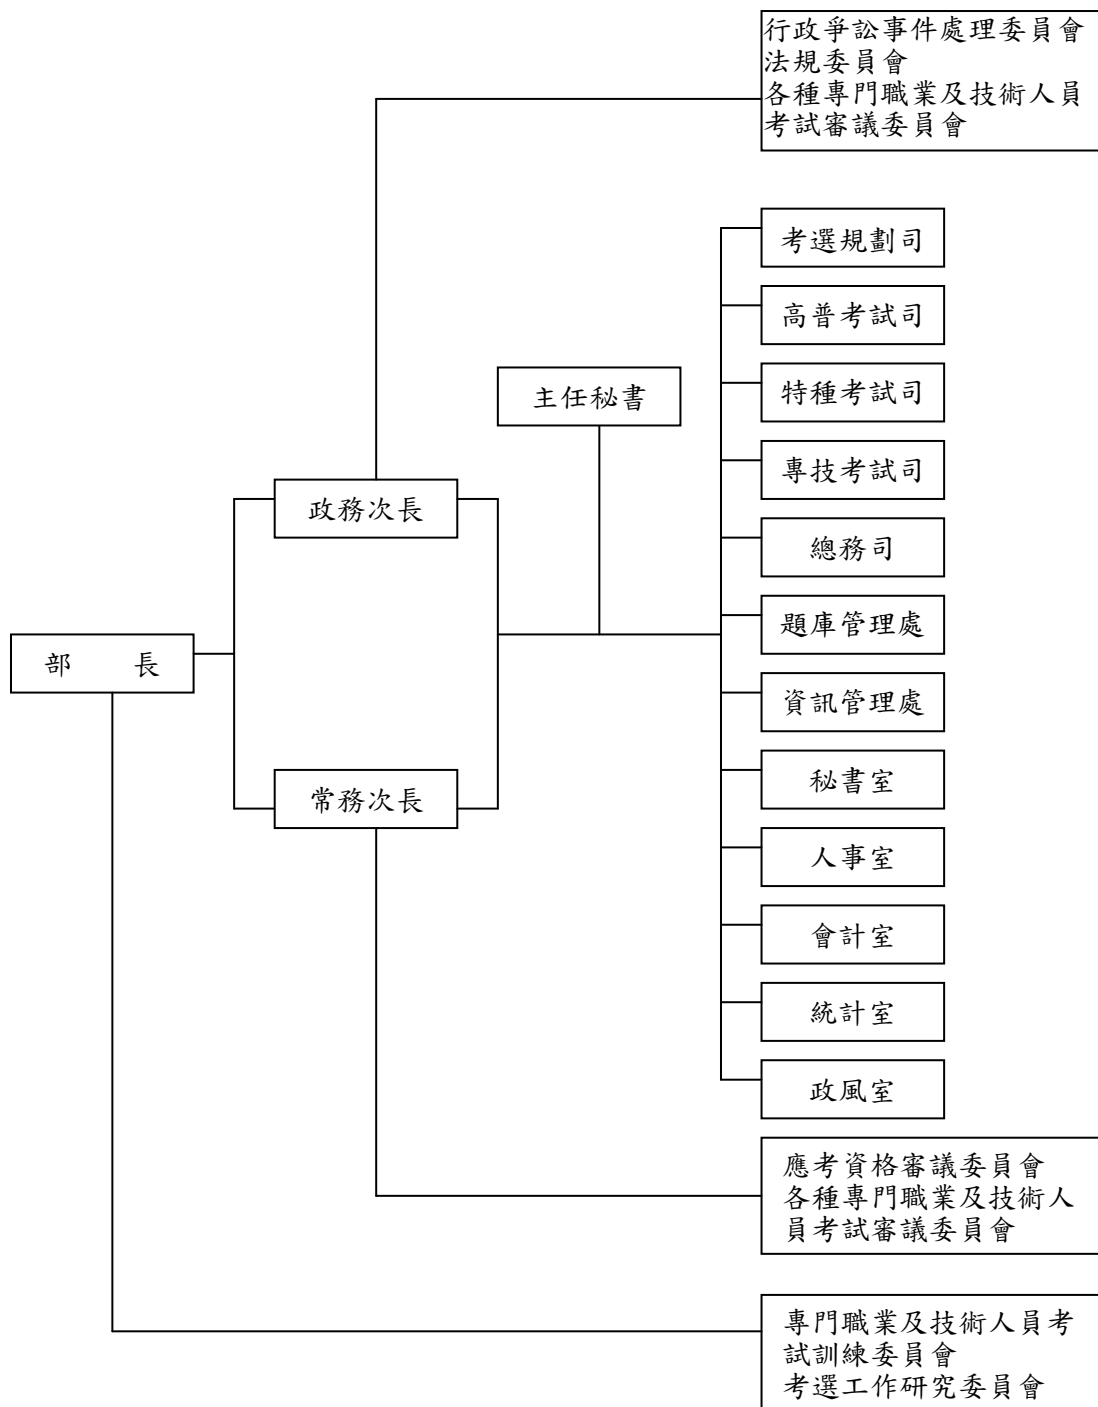 行政爭訟事件處理委員會
法規委員會
各種專門職業及技術人員
考試審議委員會
考選規劃司
高普考試司
特種考試司
主任秘書
專技考試司
政務次長
總務司
題庫管理處
部 長
資訊管理處
常務次長
秘書室
人事室
會計室
統計室
政風室
應考資格審議委員會
各種專門職業及技術人
員考試審議委員會
專門職業及技術人員考
試訓練委員會
考選工作研究委員會